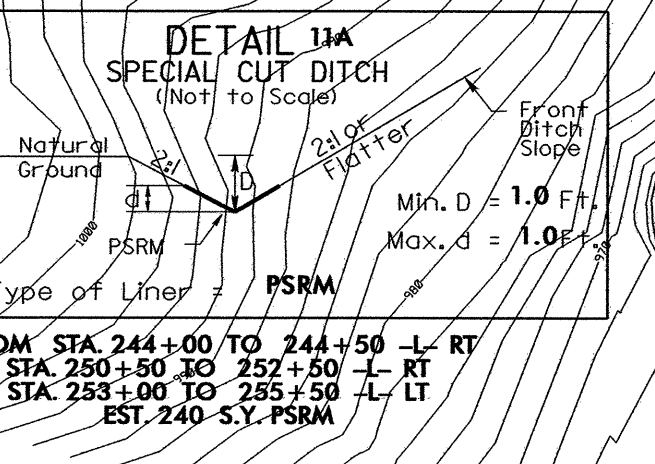 DETAIL 11A
SPECIAL CUT DITCH
(Not to Scale)
Natural
Ground
2:1
D
d
PSRM
2:1 or
Flatter
Front
Ditch
Slope
Min. D = 1.0 Ft.
Max. d = 1.0 Ft.
1000
980
970
ype of Liner = PSRM
OM STA. 244+00 TO 244+50 -L- RT
STA. 250+50 TO 252+50 -L- RT
STA. 253+00 TO 255+50 -L- LT
EST. 240 S.Y. PSRM